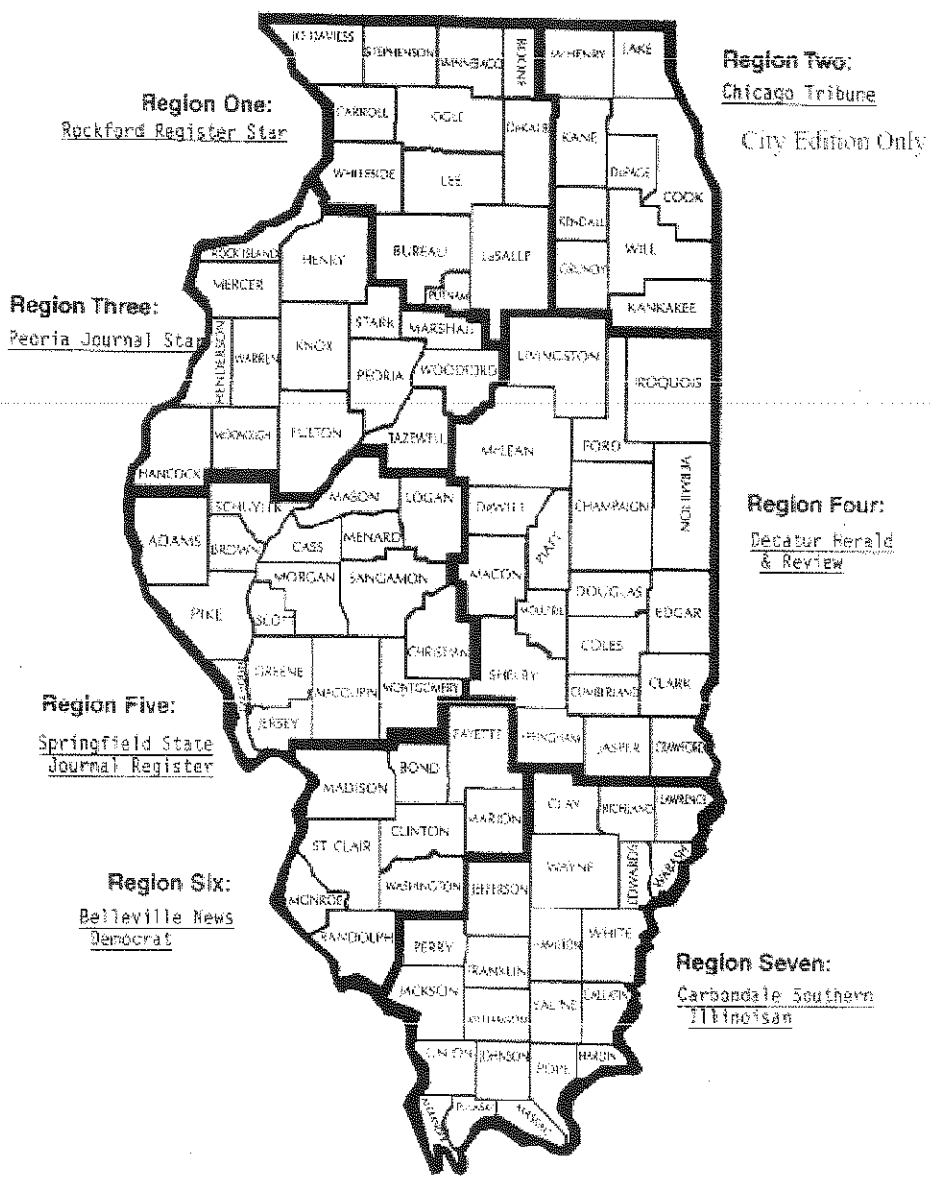 JO DAVIESS
STEPHENSON
WINNEBAGO
BOONE
McHENRY
LAKE
Region Two:
Chicago Tribune
City Edition Only
Region One:
Rockford Register Star
CARROLL
OGLE
DeKALB
KANE
DuPAGE
COOK
WHITESIDE
LEE
KENDALL
WILL
GRUNDY
KANKAKEE
ROCK ISLAND
HENRY
BUREAU
LaSALLE
PUTNAM
MERCER
Region Three:
Peoria Journal Star
HENDERSON
WARREN
KNOX
STARK
MARSHALL
PEORIA
WOODFORD
LIVINGSTON
IROQUOIS
HANCOCK
McDONOUGH
FULTON
TAZEWELL
McLEAN
FORD
VERMILION
ADAMS
SCHUYLER
MASON
LOGAN
DeWITT
CHAMPAIGN
Region Four:
Decatur Herald
& Review
BROWN
CASS
MENARD
PIATT
MACON
PIKE
MORGAN
SANGAMON
SCOTT
DOUGLAS
EDGAR
MOULTRIE
COLES
CHRISTIAN
SHELBY
CUMBERLAND
CLARK
GREENE
MACOUPIN
MONTGOMERY
JERSEY
Region Five:
Springfield State
Journal Register
FAYETTE
EFFINGHAM
JASPER
CRAWFORD
MADISON
BOND
CLAY
RICHLAND
LAWRENCE
MARION
ST. CLAIR
CLINTON
WAYNE
EDWARDS
WABASH
Region Six:
Belleville News
Democrat
MONROE
WASHINGTON
JEFFERSON
RANDOLPH
PERRY
HAMILTON
WHITE
FRANKLIN
Region Seven:
Carbondale Southern
Illinoisan
JACKSON
WILLIAMSON
SALINE
GALLATIN
UNION
JOHNSON
POPE
HARDIN
PULASKI
MASSAC